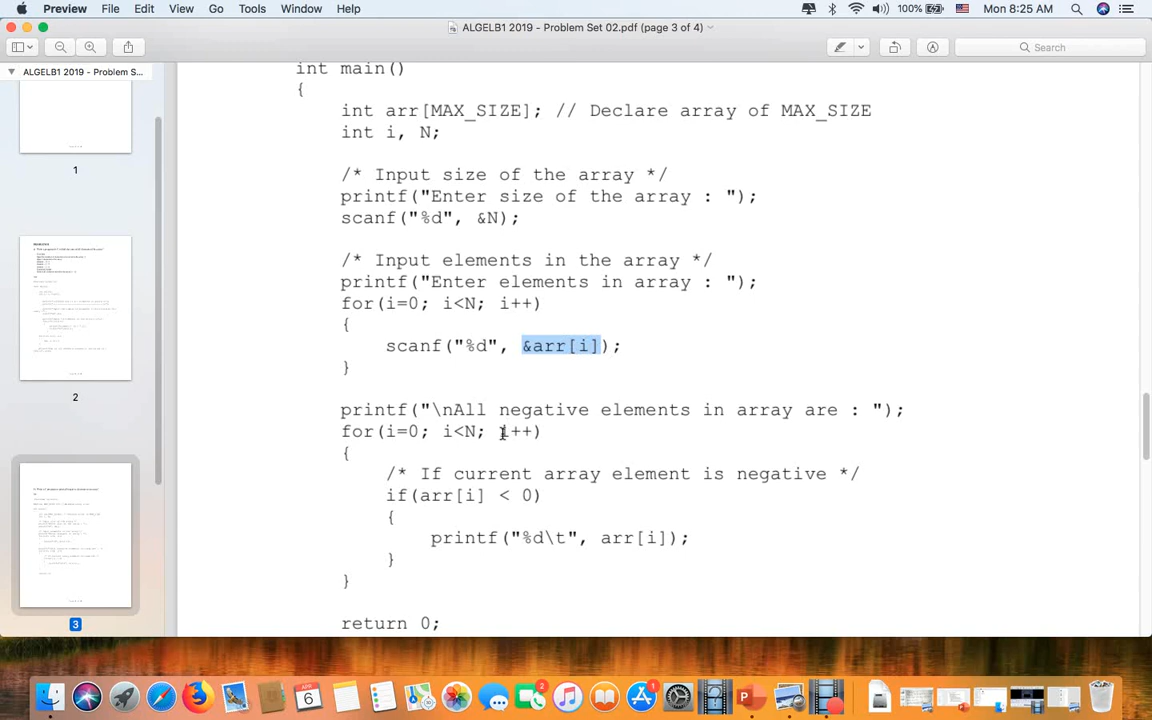 Preview File Edit View Go Tools Window Help 100% Mon 8:25 AM
ALGELB1 2019 - Problem Set 02.pdf (page 3 of 4)
Search
ALGELB1 2019 - Problem S...
1
2
3
int main()
{
int arr[MAX_SIZE]; // Declare array of MAX_SIZE
int i, N;
/* Input size of the array */
printf("Enter size of the array : ");
scanf("%d", &N);
/* Input elements in the array */
printf("Enter elements in array : ");
for(i=0; i<N; i++)
{
scanf("%d", &arr[i]);
}
printf("\nAll negative elements in array are : ");
for(i=0; i<N; i++)
{
/* If current array element is negative */
if(arr[i] < 0)
{
printf("%d\t", arr[i]);
}
}
return 0;
APR
6
2
1